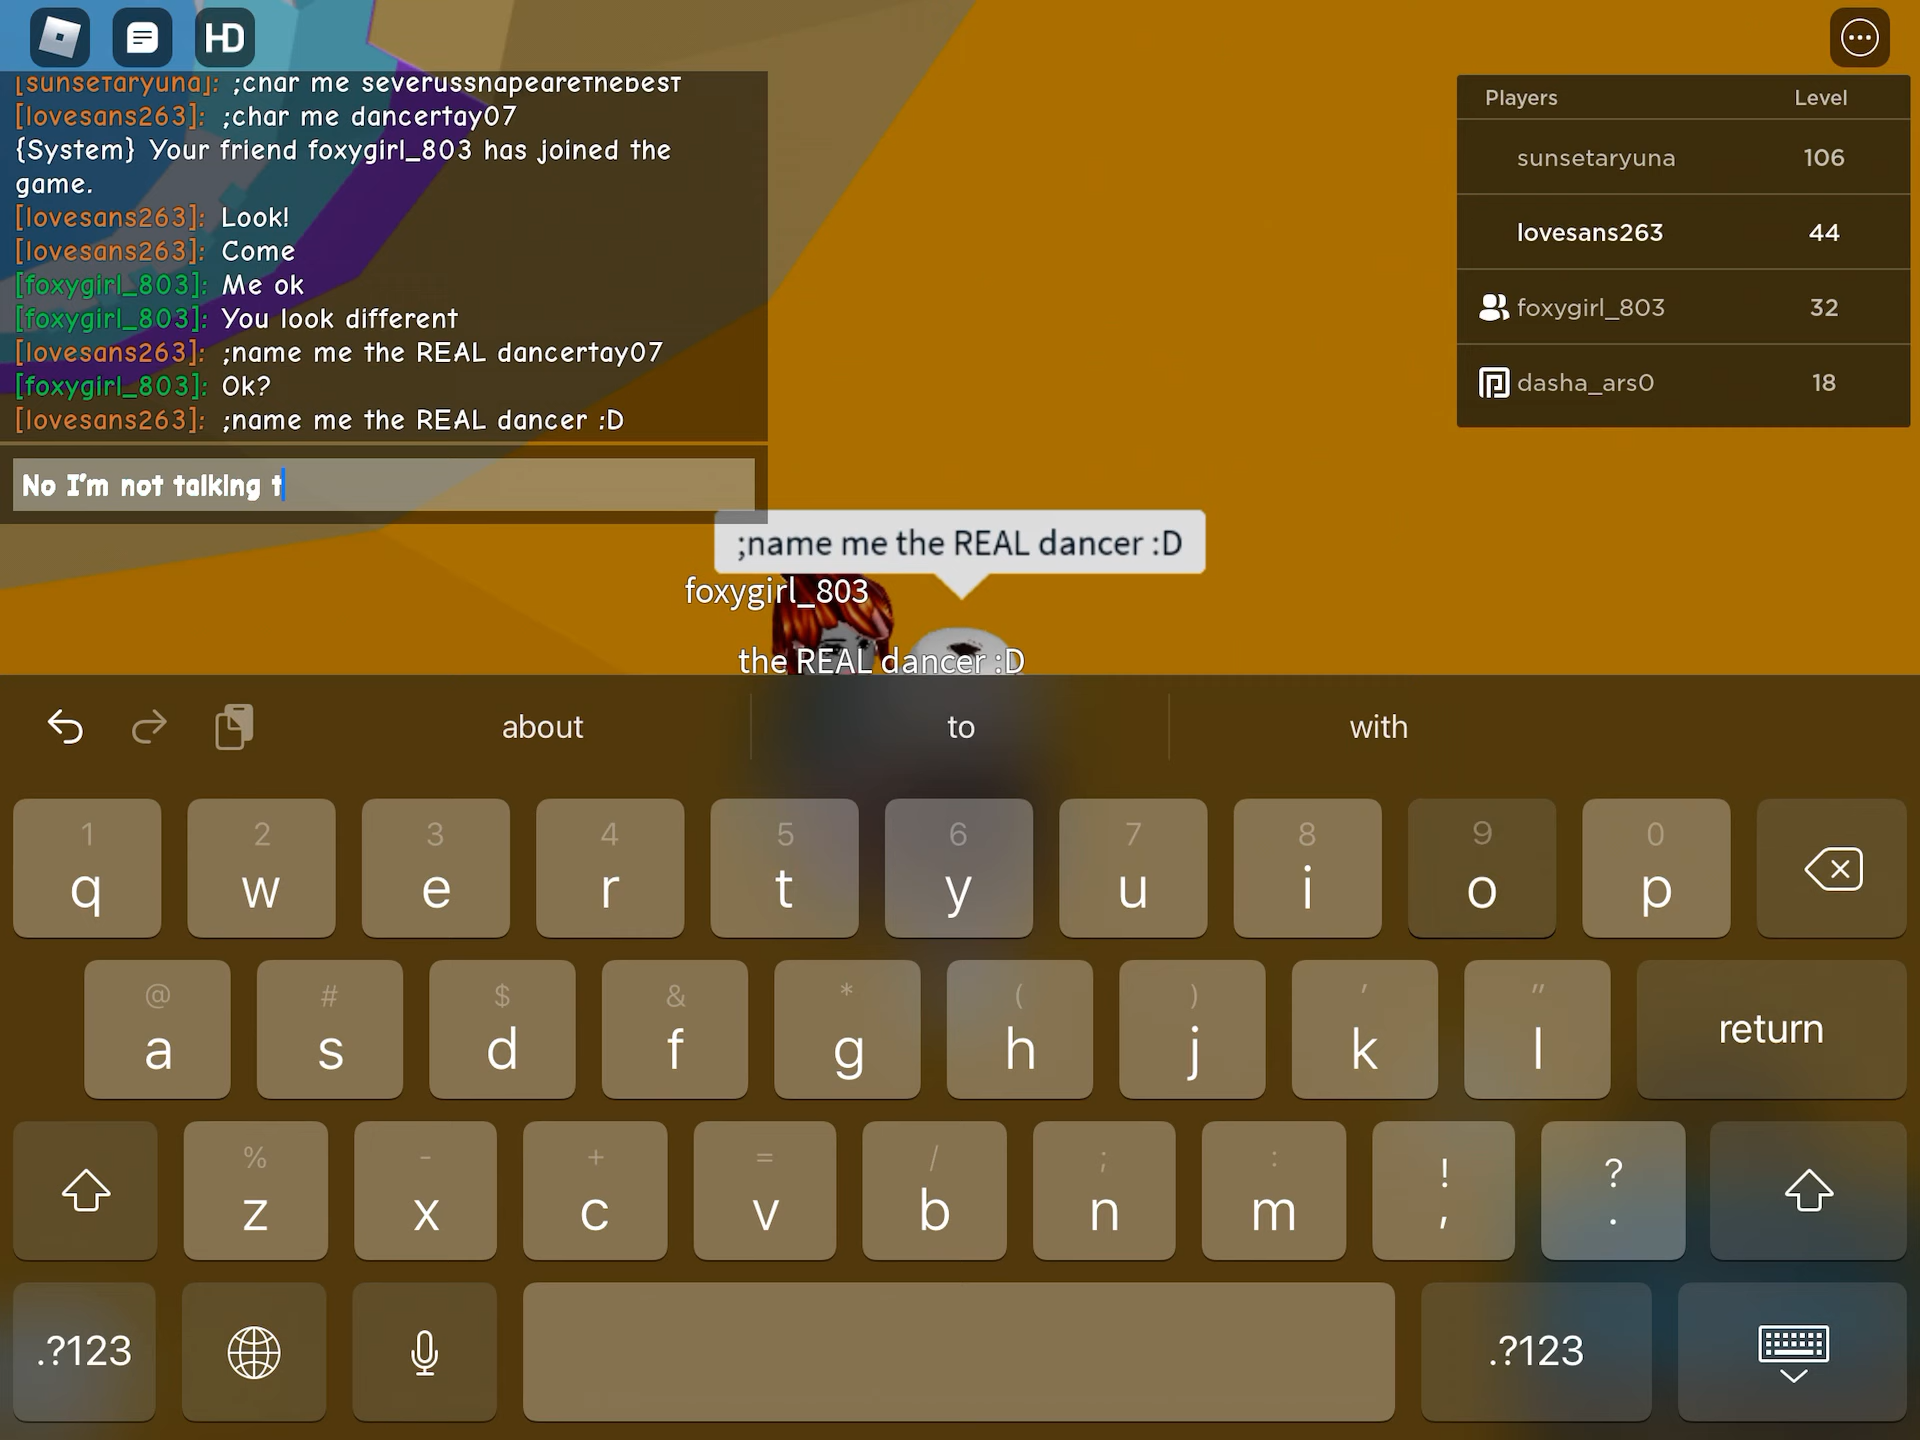 HD
[sunsetaryuna]: ;char me severussnapearethebest
[lovesans263]: ;char me dancertay07
{System} Your friend foxygirl_803 has joined the
game.
[lovesans263]: Look!
[lovesans263]: Come
[foxygirl_803]: Me ok
[foxygirl_803]: You look different
[lovesans263]: ;name me the REAL dancertay07
[foxygirl_803]: Ok?
[lovesans263]: ;name me the REAL dancer :D
No I'm not talking t
Players Level
sunsetaryuna 106
lovesans263 44
foxygirl_803 32
dasha_ars0 18
;name me the REAL dancer :D
foxygirl_803
the REAL dancer :D
about to with
1 2 3 4 5 6 7 8 9 0
q w e r t y u i o p
@ # $ & * ( ) ' "
a s d f g h j k l return
% - + = / ; : ! ?
z x c v b n m , .
.?123 .?123